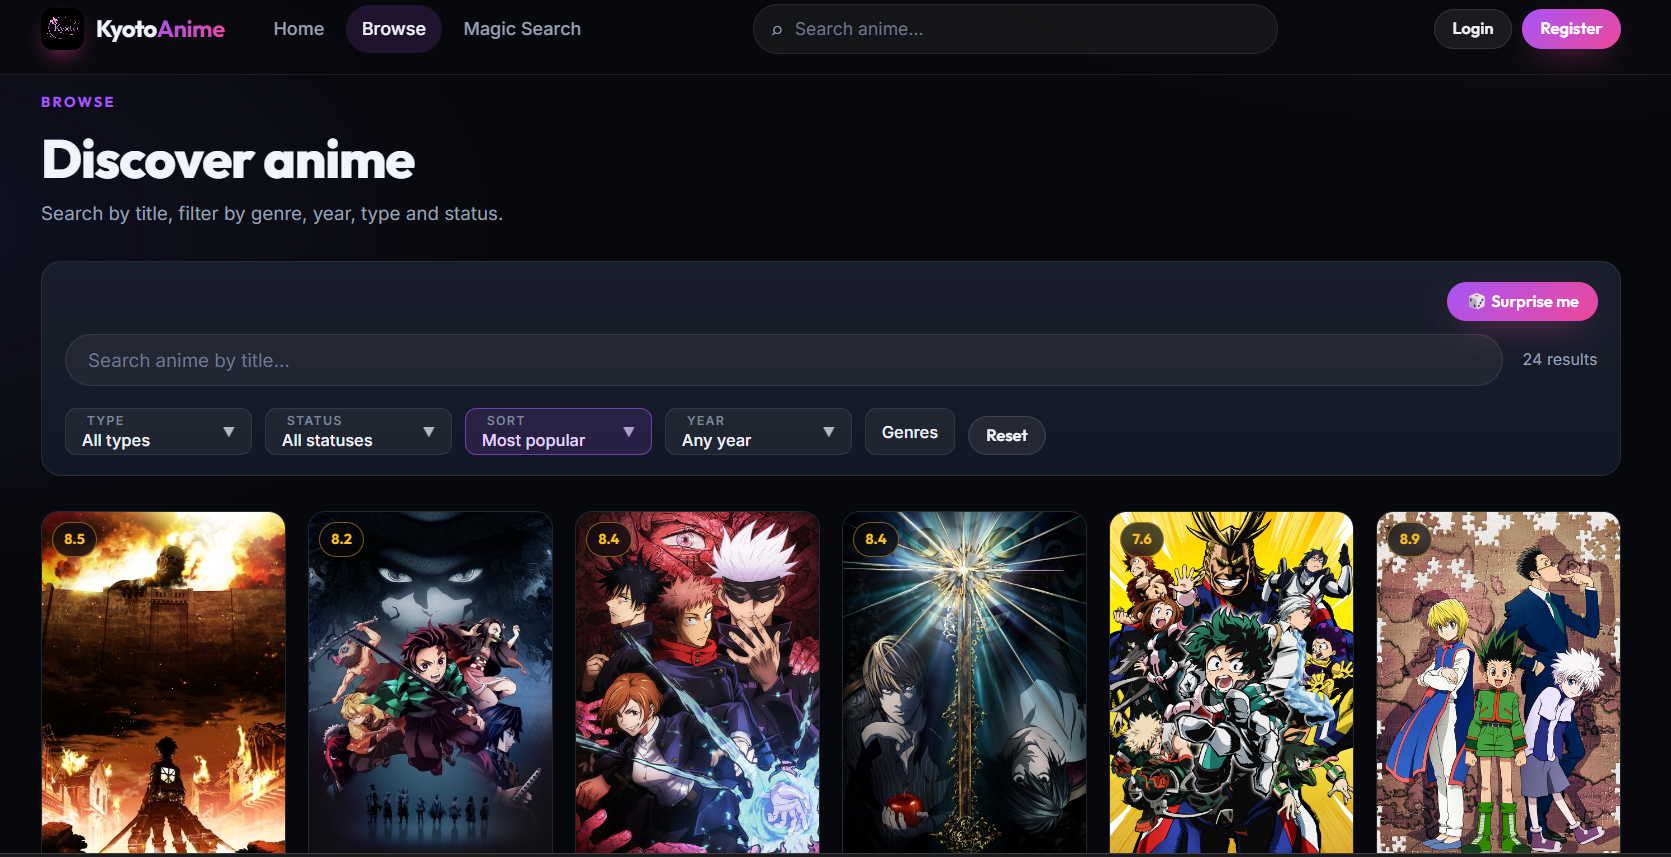 KyotoAnime
Home
Browse
Magic Search
Search anime...
Login
Register
BROWSE
Discover anime
Search by title, filter by genre, year, type and status.
Surprise me
Search anime by title...
24 results
TYPE
All types
STATUS
All statuses
SORT
Most popular
YEAR
Any year
Genres
Reset
8.5
8.2
8.4
8.4
7.6
8.9